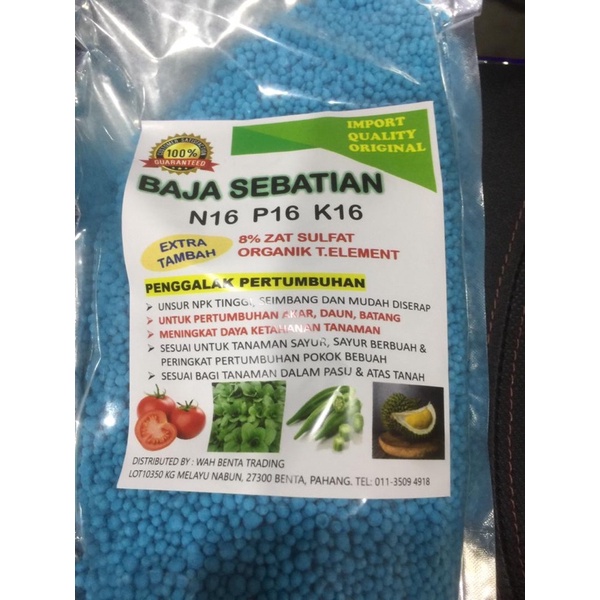 IMPORT
QUALITY
ORIGINAL
100%
GUARANTEED
BAJA SEBATIAN
N16 P16 K16
EXTRA
TAMBAH
8% ZAT SULFAT
ORGANIK T.ELEMENT
PENGGALAK PERTUMBUHAN
➤ UNSUR NPK TINGGI, SEIMBANG DAN MUDAH DISERAP
➤ UNTUK PERTUMBUHAN AKAR, DAUN, BATANG
➤ MENINGKAT DAYA KETAHANAN TANAMAN
➤ SESUAI UNTUK TANAMAN SAYUR, SAYUR BERBUAH &
PERINGKAT PERTUMBUHAN POKOK BEBUAH
➤ SESUAI BAGI TANAMAN DALAM PASU & ATAS TANAH
DISTRIBUTED BY : WAH BENTA TRADING
LOT10350 KG MELAYU NABUN, 27300 BENTA, PAHANG. TEL: 011-3509 4918